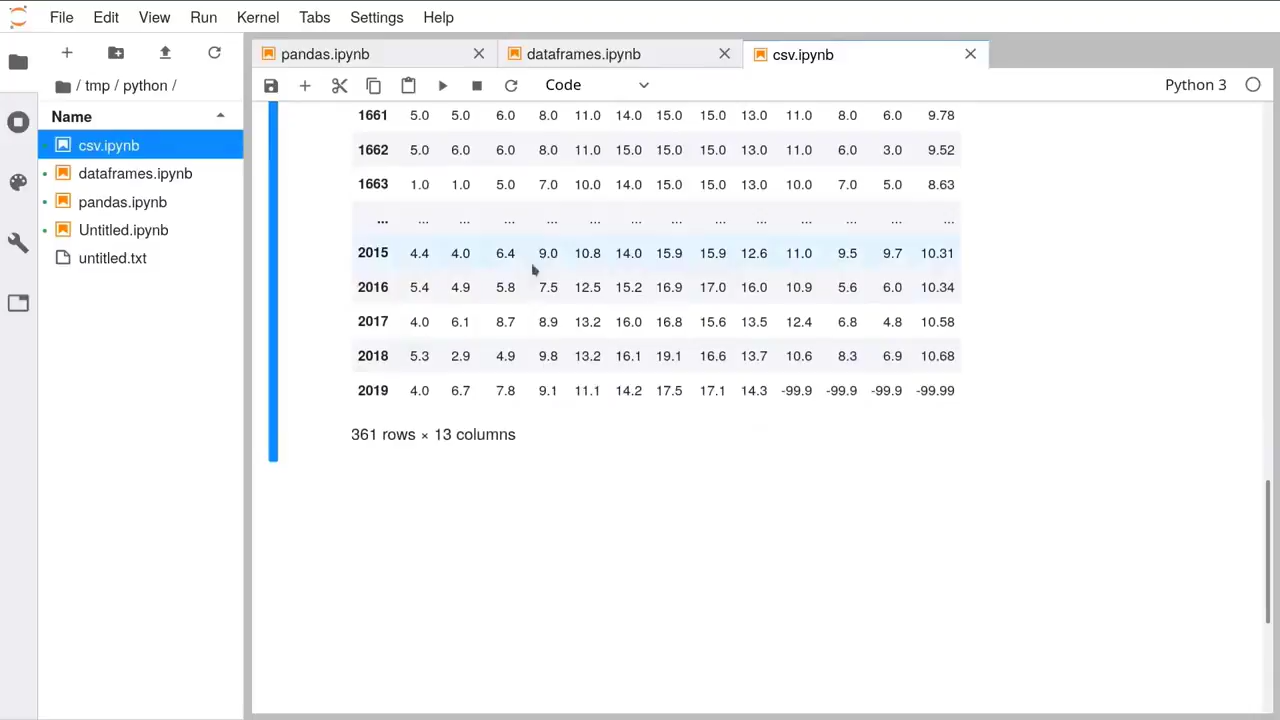 File Edit View Run Kernel Tabs Settings Help
pandas.ipynb dataframes.ipynb csv.ipynb
/ tmp / python /
Code Python 3
Name
csv.ipynb
dataframes.ipynb
pandas.ipynb
Untitled.ipynb
untitled.txt
1661 5.0 5.0 6.0 8.0 11.0 14.0 15.0 15.0 13.0 11.0 8.0 6.0 9.78
1662 5.0 6.0 6.0 8.0 11.0 15.0 15.0 15.0 13.0 11.0 6.0 3.0 9.52
1663 1.0 1.0 5.0 7.0 10.0 14.0 15.0 15.0 13.0 10.0 7.0 5.0 8.63
... ... ... ... ... ... ... ... ... ... ... ... ... ...
2015 4.4 4.0 6.4 9.0 10.8 14.0 15.9 15.9 12.6 11.0 9.5 9.7 10.31
2016 5.4 4.9 5.8 7.5 12.5 15.2 16.9 17.0 16.0 10.9 5.6 6.0 10.34
2017 4.0 6.1 8.7 8.9 13.2 16.0 16.8 15.6 13.5 12.4 6.8 4.8 10.58
2018 5.3 2.9 4.9 9.8 13.2 16.1 19.1 16.6 13.7 10.6 8.3 6.9 10.68
2019 4.0 6.7 7.8 9.1 11.1 14.2 17.5 17.1 14.3 -99.9 -99.9 -99.9 -99.99
361 rows × 13 columns